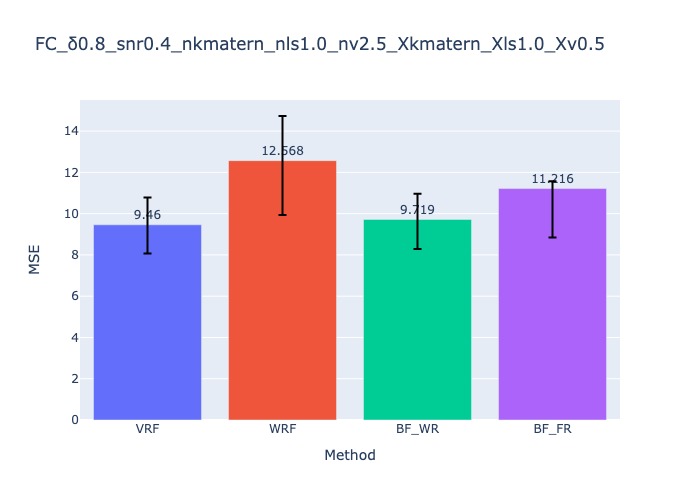 FC_δ0.8_snr0.4_nkmatern_nls1.0_nv2.5_Xkmatern_Xls1.0_Xv0.5
14
12
10
8
6
4
2
0
MSE
9.46
12.568
9.719
11.216
VRF
WRF
BF_WR
BF_FR
Method